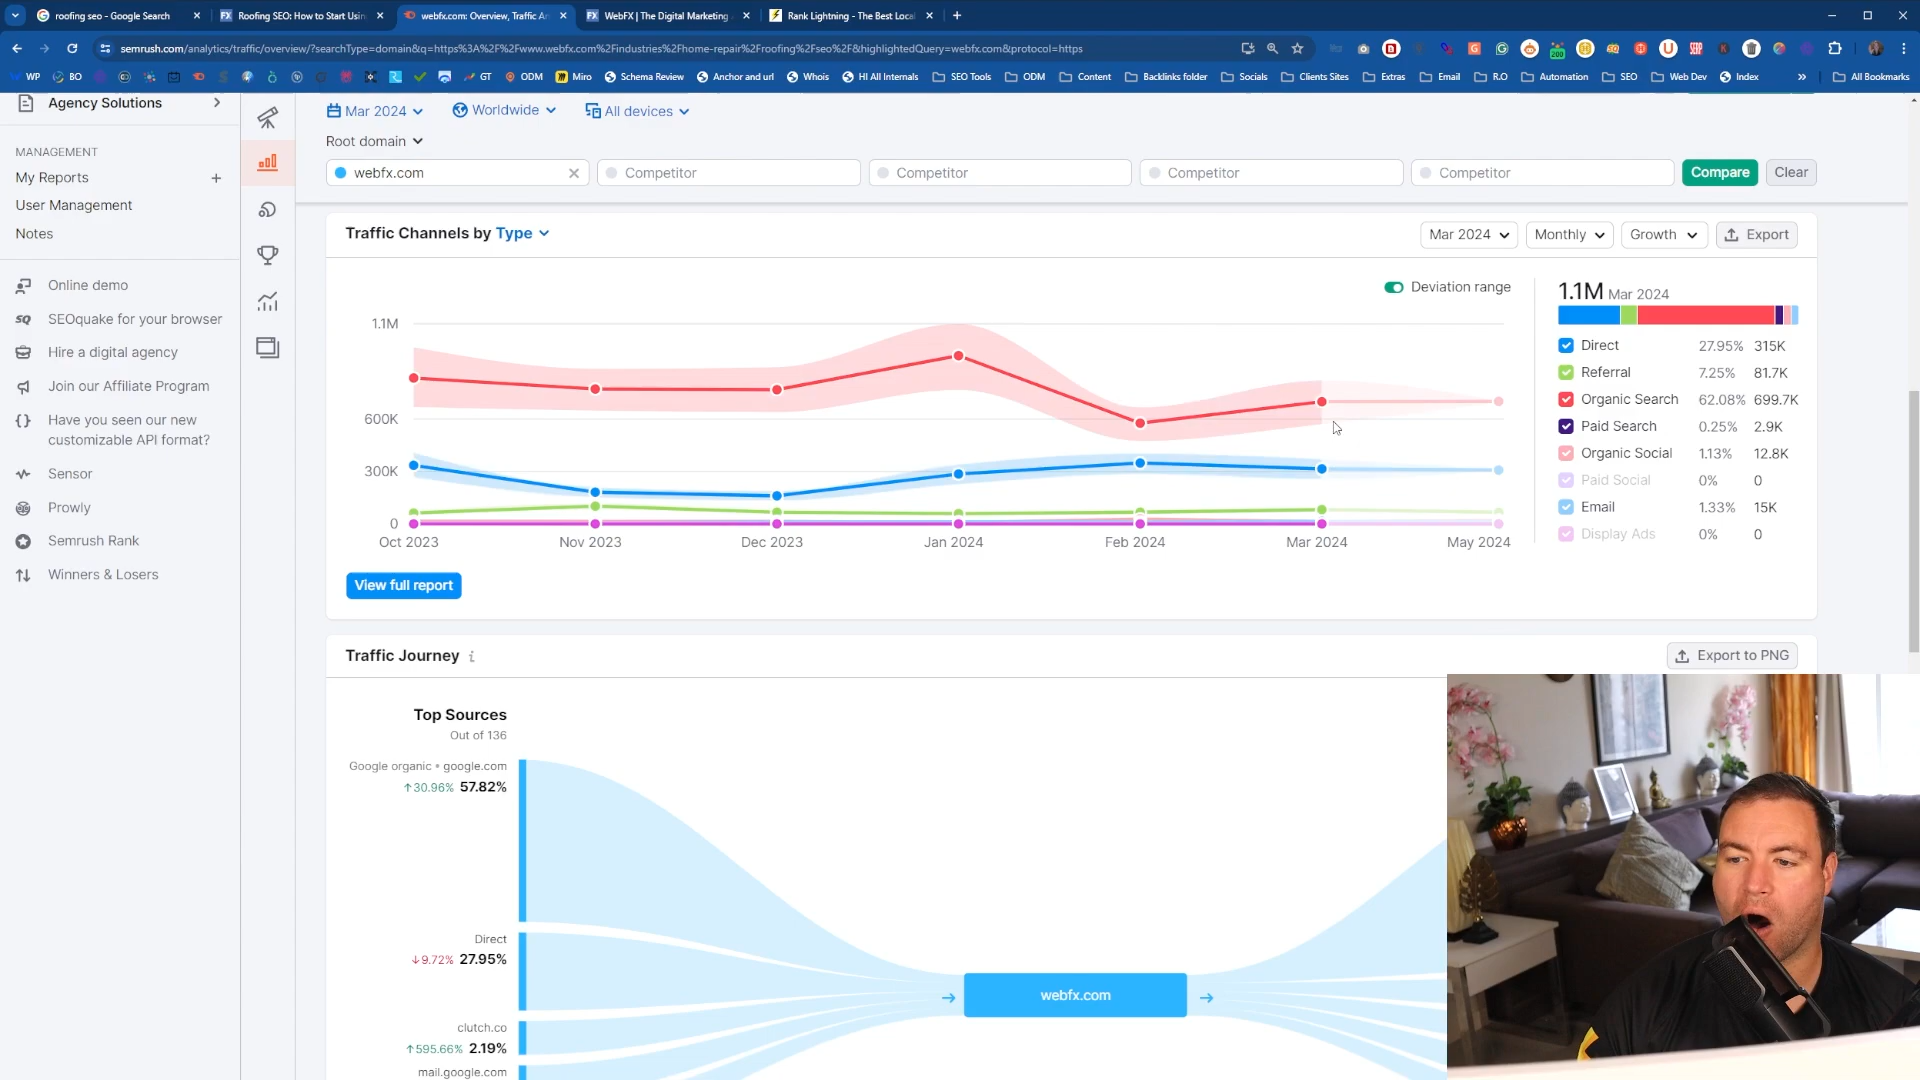 roofing seo - Google Search
Roofing SEO: How to Start Usin
webfx.com: Overview, Traffic An
WebFX | The Digital Marketing
Rank Lightning - The Best Loca
semrush.com/analytics/traffic/overview/?searchType=domain&q=https%3A%2F%2Fwww.webfx.com%2Findustries%2Fhome-repair%2Froofing%2Fseo%2F&highlightedQuery=webfx.com&protocol=https
WP
BO
GT
ODM
Miro
Schema Review
Anchor and url
Whois
HI All Internals
SEO Tools
ODM
Content
Backlinks folder
Socials
Clients Sites
Extras
Email
R.O
Automation
SEO
Web Dev
Index
All Bookmarks
Agency Solutions
MANAGEMENT
My Reports
User Management
Notes
Online demo
SEOquake for your browser
Hire a digital agency
Join our Affiliate Program
Have you seen our new
customizable API format?
Sensor
Prowly
Semrush Rank
Winners & Losers
Mar 2024
Worldwide
All devices
Root domain
webfx.com
Competitor
Competitor
Competitor
Competitor
Compare
Clear
Traffic Channels by Type
Mar 2024
Monthly
Growth
Export
Deviation range
1.1M
600K
300K
0
Oct 2023
Nov 2023
Dec 2023
Jan 2024
Feb 2024
Mar 2024
May 2024
1.1M Mar 2024
Direct 27.95% 315K
Referral 7.25% 81.7K
Organic Search 62.08% 699.7K
Paid Search 0.25% 2.9K
Organic Social 1.13% 12.8K
Paid Social 0% 0
Email 1.33% 15K
Display Ads 0% 0
View full report
Traffic Journey
Export to PNG
Top Sources
Out of 136
Google organic • google.com
↑30.96% 57.82%
Direct
↓9.72% 27.95%
clutch.co
↑595.66% 2.19%
mail.google.com
webfx.com